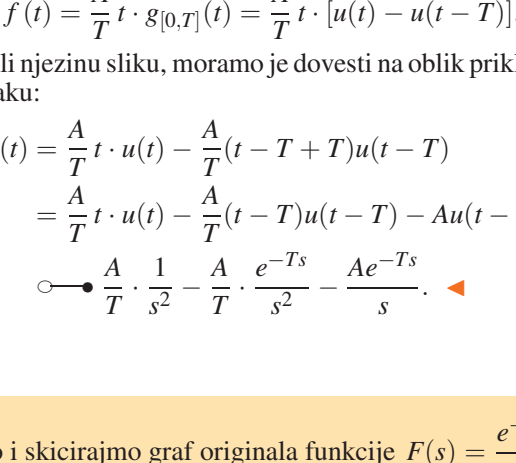 f(t) = A/T t · g_{[0,T]}(t) = A/T t · [u(t) − u(t − T)]
li njezinu sliku, moramo je dovesti na oblik prikl
aku:
(t) = A/T t · u(t) − A/T (t − T + T)u(t − T)
= A/T t · u(t) − A/T (t − T)u(t − T) − Au(t −
○—● A/T · 1/s² − A/T · e^{−Ts}/s² − Ae^{−Ts}/s. ◄
i skicirajmo graf originala funkcije F(s) = e^{−